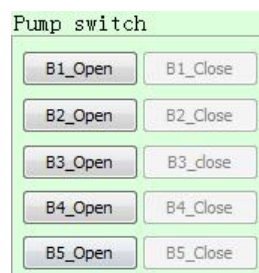 Pump switch
B1_Open B1_Close
B2_Open B2_Close
B3_Open B3_close
B4_Open B4_Close
B5_Open B5_Close